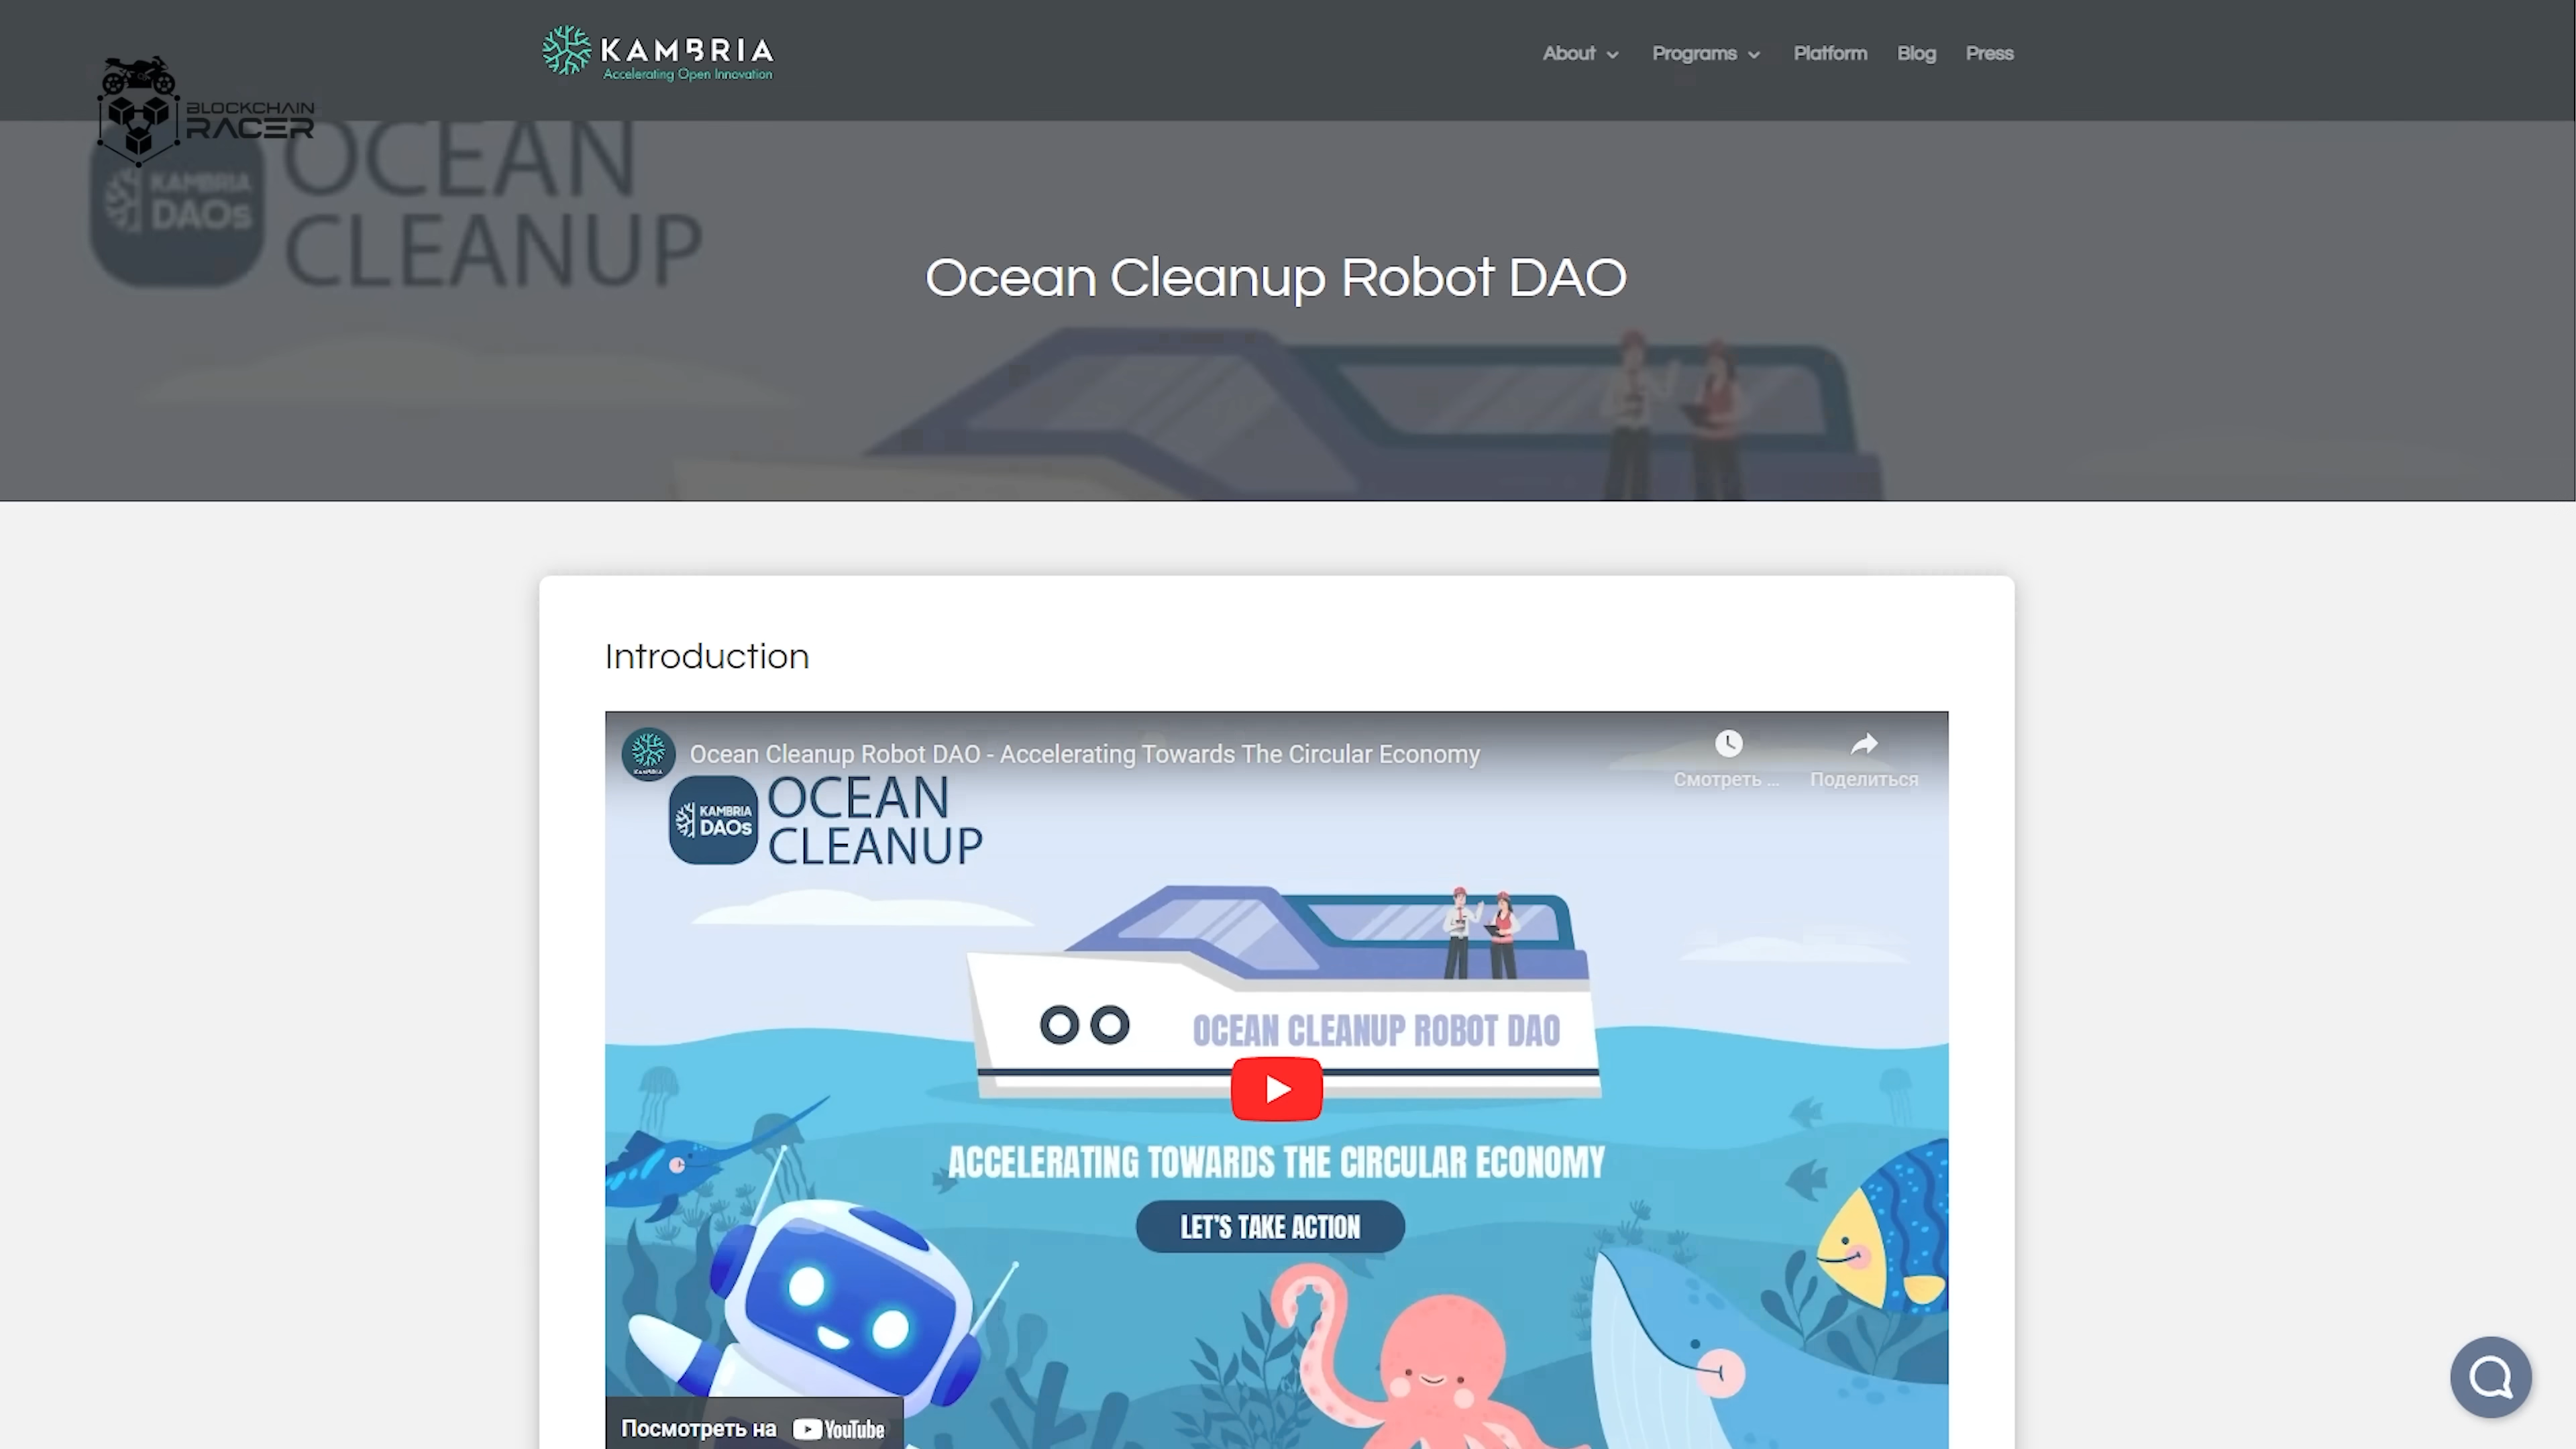 KAMBRIA
Accelerating Open Innovation
About
Programs
Platform
Blog
Press
BLOCKCHAIN
RACER
KAMBRIA
DAOs
OCEAN
CLEANUP
Ocean Cleanup Robot DAO
Introduction
KAMBRIA
Ocean Cleanup Robot DAO - Accelerating Towards The Circular Economy
Смотреть ...
Поделиться
KAMBRIA
DAOs
OCEAN
CLEANUP
OCEAN CLEANUP ROBOT DAO
ACCELERATING TOWARDS THE CIRCULAR ECONOMY
LET'S TAKE ACTION
Посмотреть на YouTube